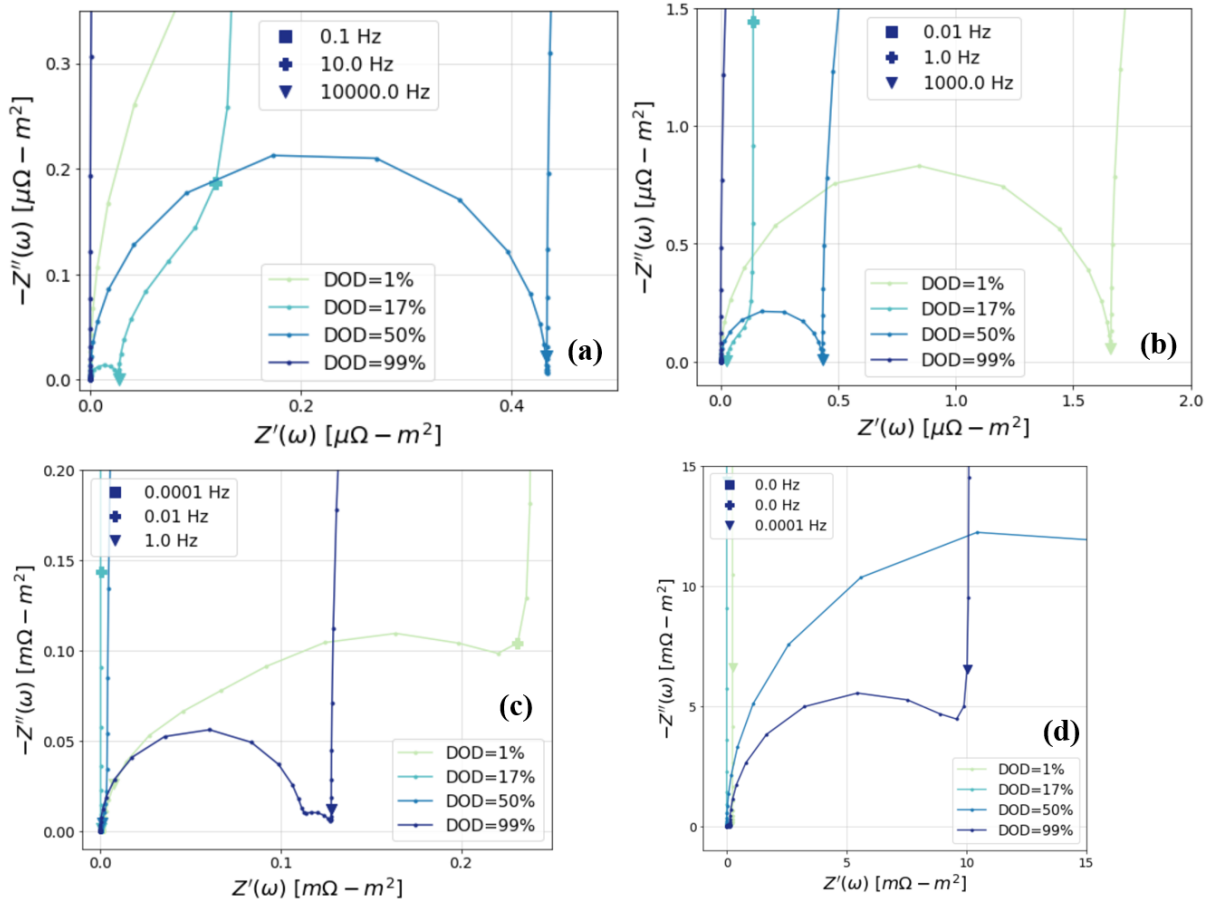 0.3
0.2
0.1
0.0
−Z′′(ω) [μΩ − m²]
0.1 Hz
10.0 Hz
10000.0 Hz
DOD=1%
DOD=17%
DOD=50%
DOD=99%
(a)
0.0
0.2
0.4
Z′(ω) [μΩ − m²]
1.5
1.0
0.5
0.0
−Z′′(ω) [μΩ − m²]
0.01 Hz
1.0 Hz
1000.0 Hz
DOD=1%
DOD=17%
DOD=50%
DOD=99%
(b)
0.0
0.5
1.0
1.5
2.0
Z′(ω) [μΩ − m²]
0.20
0.15
0.10
0.05
0.00
−Z′′(ω) [mΩ − m²]
0.0001 Hz
0.01 Hz
1.0 Hz
(c)
DOD=1%
DOD=17%
DOD=50%
DOD=99%
0.0
0.1
0.2
Z′(ω) [mΩ − m²]
15
10
5
0
−Z′′(ω) [mΩ − m²]
0.0 Hz
0.0 Hz
0.0001 Hz
(d)
DOD=1%
DOD=17%
DOD=50%
DOD=99%
0
5
10
15
Z′(ω) [mΩ − m²]